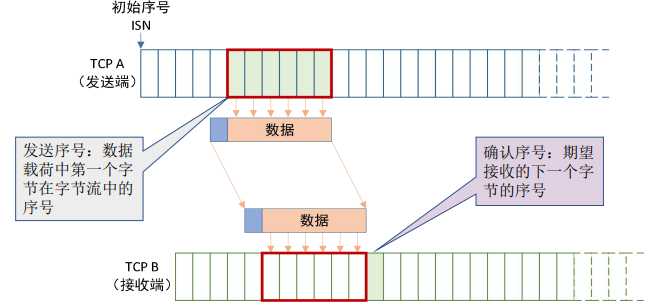 初始序号
ISN
TCP A
（发送端）
数据
发送序号：数据
载荷中第一个字
节在字节流中的
序号
确认序号：期望
接收的下一个字
节的序号
数据
TCP B
（接收端）